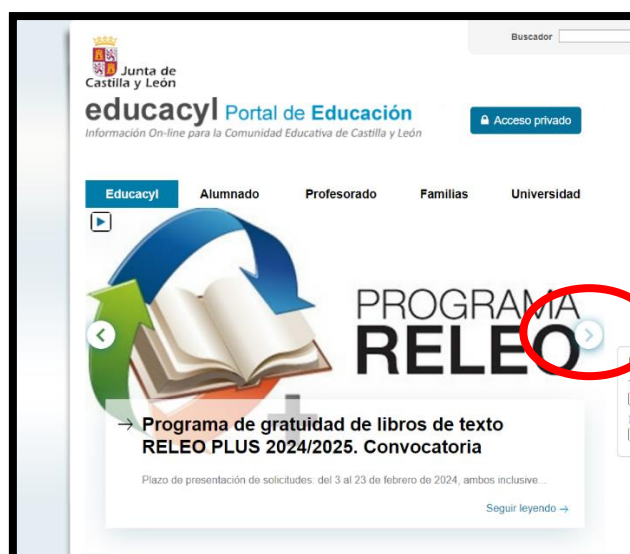 Buscador
Junta de
Castilla y León
educacyl Portal de Educación
Información On-line para la Comunidad Educativa de Castilla y León
Acceso privado
Educacyl Alumnado Profesorado Familias Universidad
PROGRAMA
RELEO
+
→ Programa de gratuidad de libros de texto
RELEO PLUS 2024/2025. Convocatoria
Plazo de presentación de solicitudes: del 3 al 23 de febrero de 2024, ambos inclusive...
Seguir leyendo →